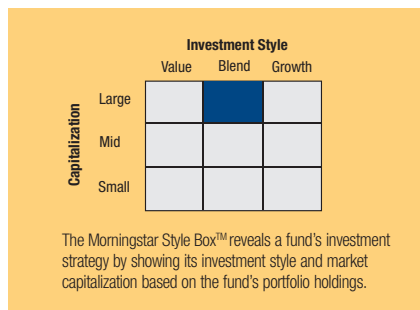 Investment Style
Value Blend Growth
Capitalization
Large
Mid
Small
The Morningstar Style Box™ reveals a fund's investment
strategy by showing its investment style and market
capitalization based on the fund's portfolio holdings.